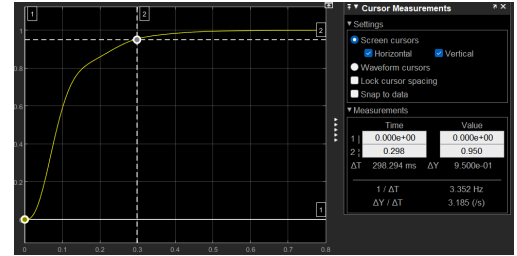 1
2
2
1
1
0.8
0.6
0.4
0.2
0
0
0.1
0.2
0.3
0.4
0.5
0.6
0.7
0.8
Cursor Measurements
Settings
Screen cursors
Horizontal Vertical
Waveform cursors
Lock cursor spacing
Snap to data
Measurements
Time Value
1 | 0.000e+00 0.000e+00
2 ¦ 0.298 0.950
ΔT 298.294 ms ΔY 9.500e-01
1 / ΔT 3.352 Hz
ΔY / ΔT 3.185 (/s)